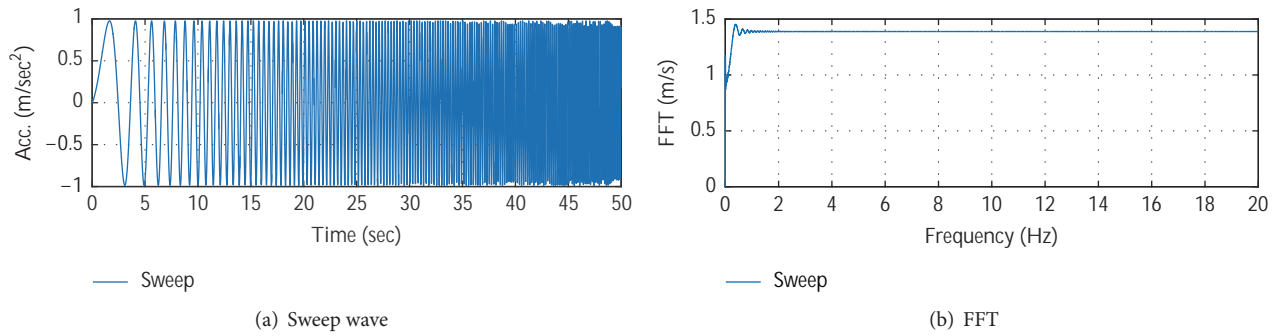 1
0.5
0
−0.5
−1
Acc. (m/sec²)
0 5 10 15 20 25 30 35 40 45 50
Time (sec)
Sweep
(a) Sweep wave
1.5
1
0.5
0
FFT (m/s)
0 2 4 6 8 10 12 14 16 18 20
Frequency (Hz)
Sweep
(b) FFT